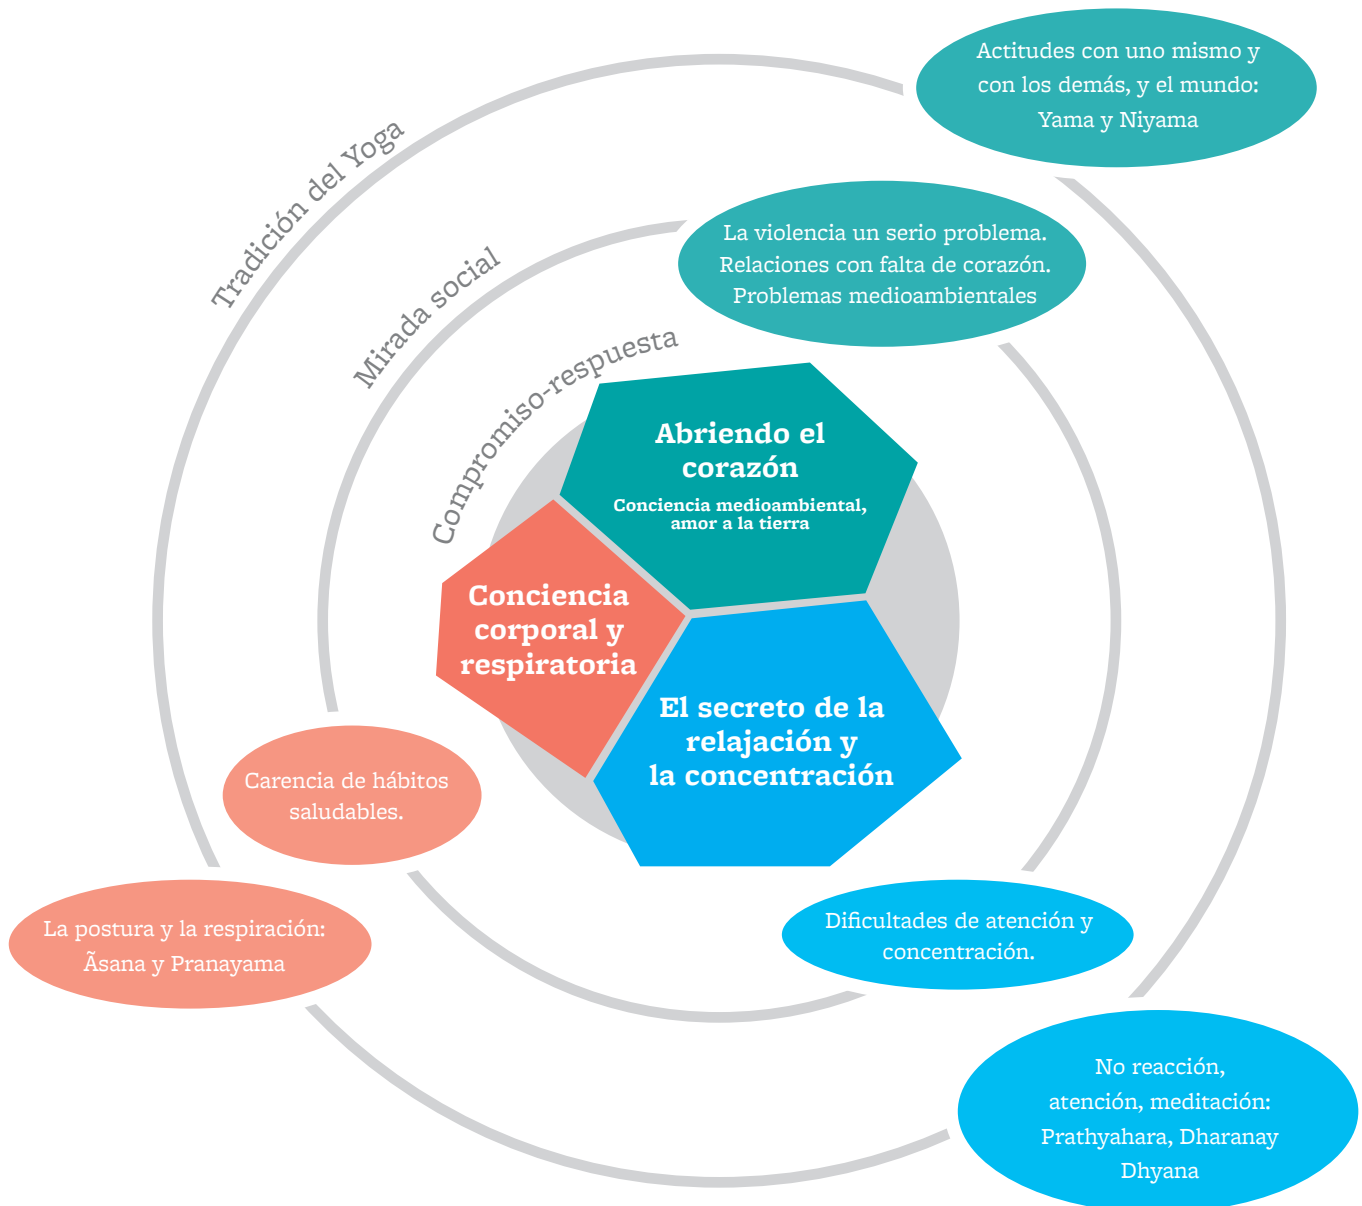 Actitudes con uno mismo y
con los demás, y el mundo:
Yama y Niyama
Tradición del Yoga
La violencia un serio problema.
Relaciones con falta de corazón.
Problemas medioambientales
Mirada social
Compromiso-respuesta
Abriendo el
corazón
Conciencia medioambiental,
amor a la tierra
Conciencia
corporal y
respiratoria
El secreto de la
relajación y
la concentración
Carencia de hábitos
saludables.
La postura y la respiración:
Ãsana y Pranayama
Dificultades de atención y
concentración.
No reacción,
atención, meditación:
Prathyahara, Dharanay
Dhyana